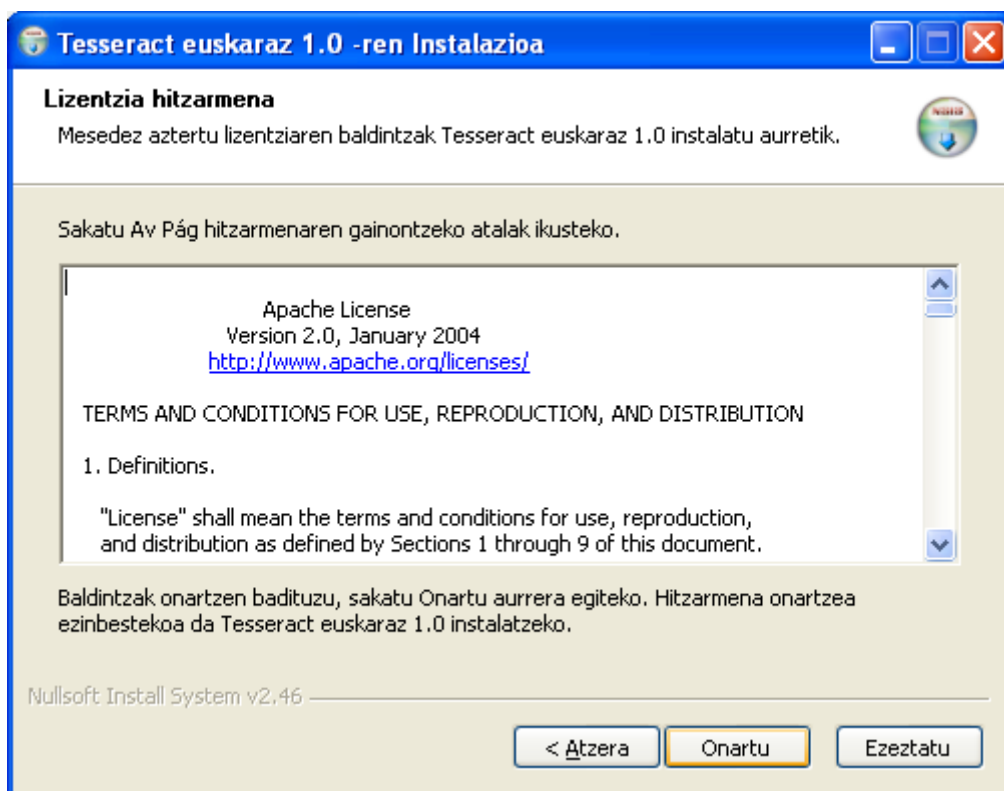 Tesseract euskaraz 1.0 -ren Instalazioa
Lizentzia hitzarmena
Mesedez aztertu lizentziaren baldintzak Tesseract euskaraz 1.0 instalatu aurretik.
Sakatu Av Pág hitzarmenaren gainontzeko atalak ikusteko.
Apache License
Version 2.0, January 2004
http://www.apache.org/licenses/
TERMS AND CONDITIONS FOR USE, REPRODUCTION, AND DISTRIBUTION
1. Definitions.
"License" shall mean the terms and conditions for use, reproduction,
and distribution as defined by Sections 1 through 9 of this document.
Baldintzak onartzen badituzu, sakatu Onartu aurrera egiteko. Hitzarmena onartzea
ezinbestekoa da Tesseract euskaraz 1.0 instalatzeko.
Nullsoft Install System v2.46
< Atzera Onartu Ezeztatu